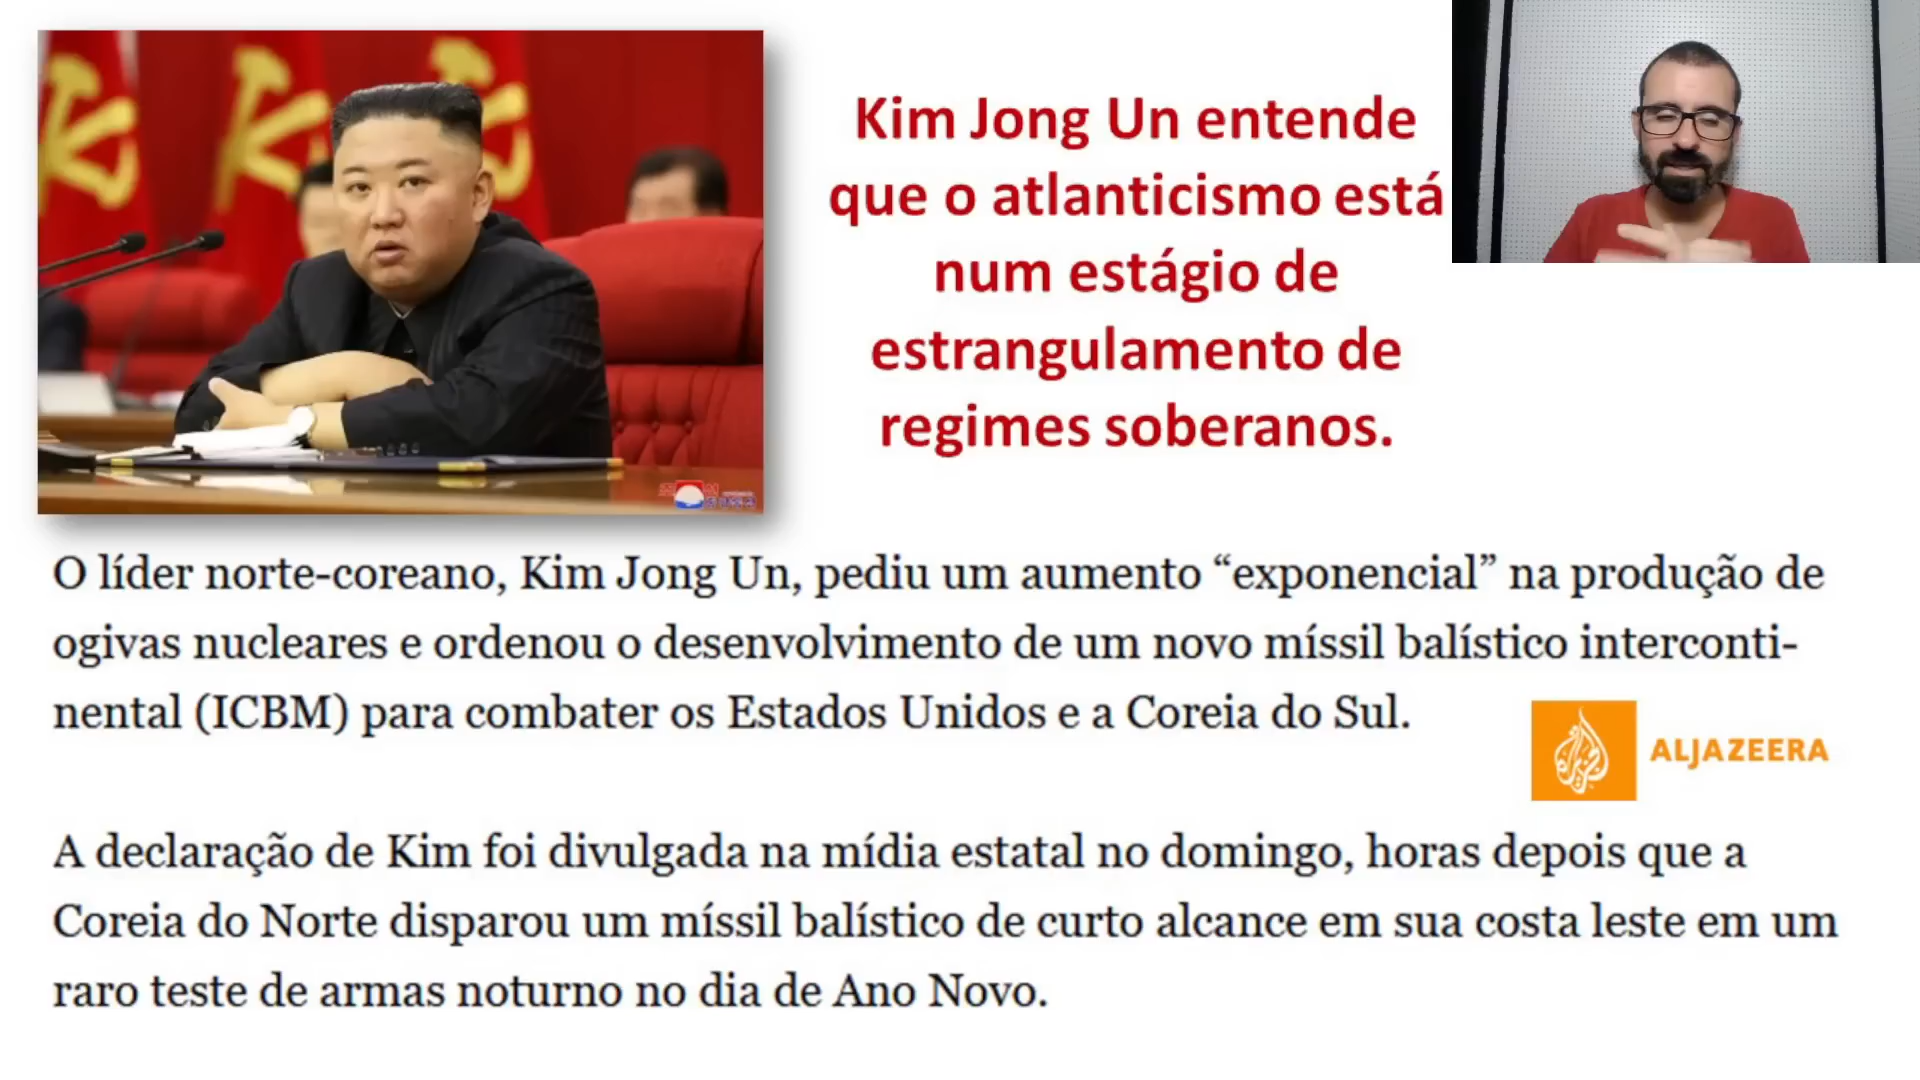 Kim Jong Un entende
que o atlanticismo está
num estágio de
estrangulamento de
regimes soberanos.
O líder norte-coreano, Kim Jong Un, pediu um aumento “exponencial” na produção de
ogivas nucleares e ordenou o desenvolvimento de um novo míssil balístico interconti-
nental (ICBM) para combater os Estados Unidos e a Coreia do Sul.
ALJAZEERA
A declaração de Kim foi divulgada na mídia estatal no domingo, horas depois que a
Coreia do Norte disparou um míssil balístico de curto alcance em sua costa leste em um
raro teste de armas noturno no dia de Ano Novo.